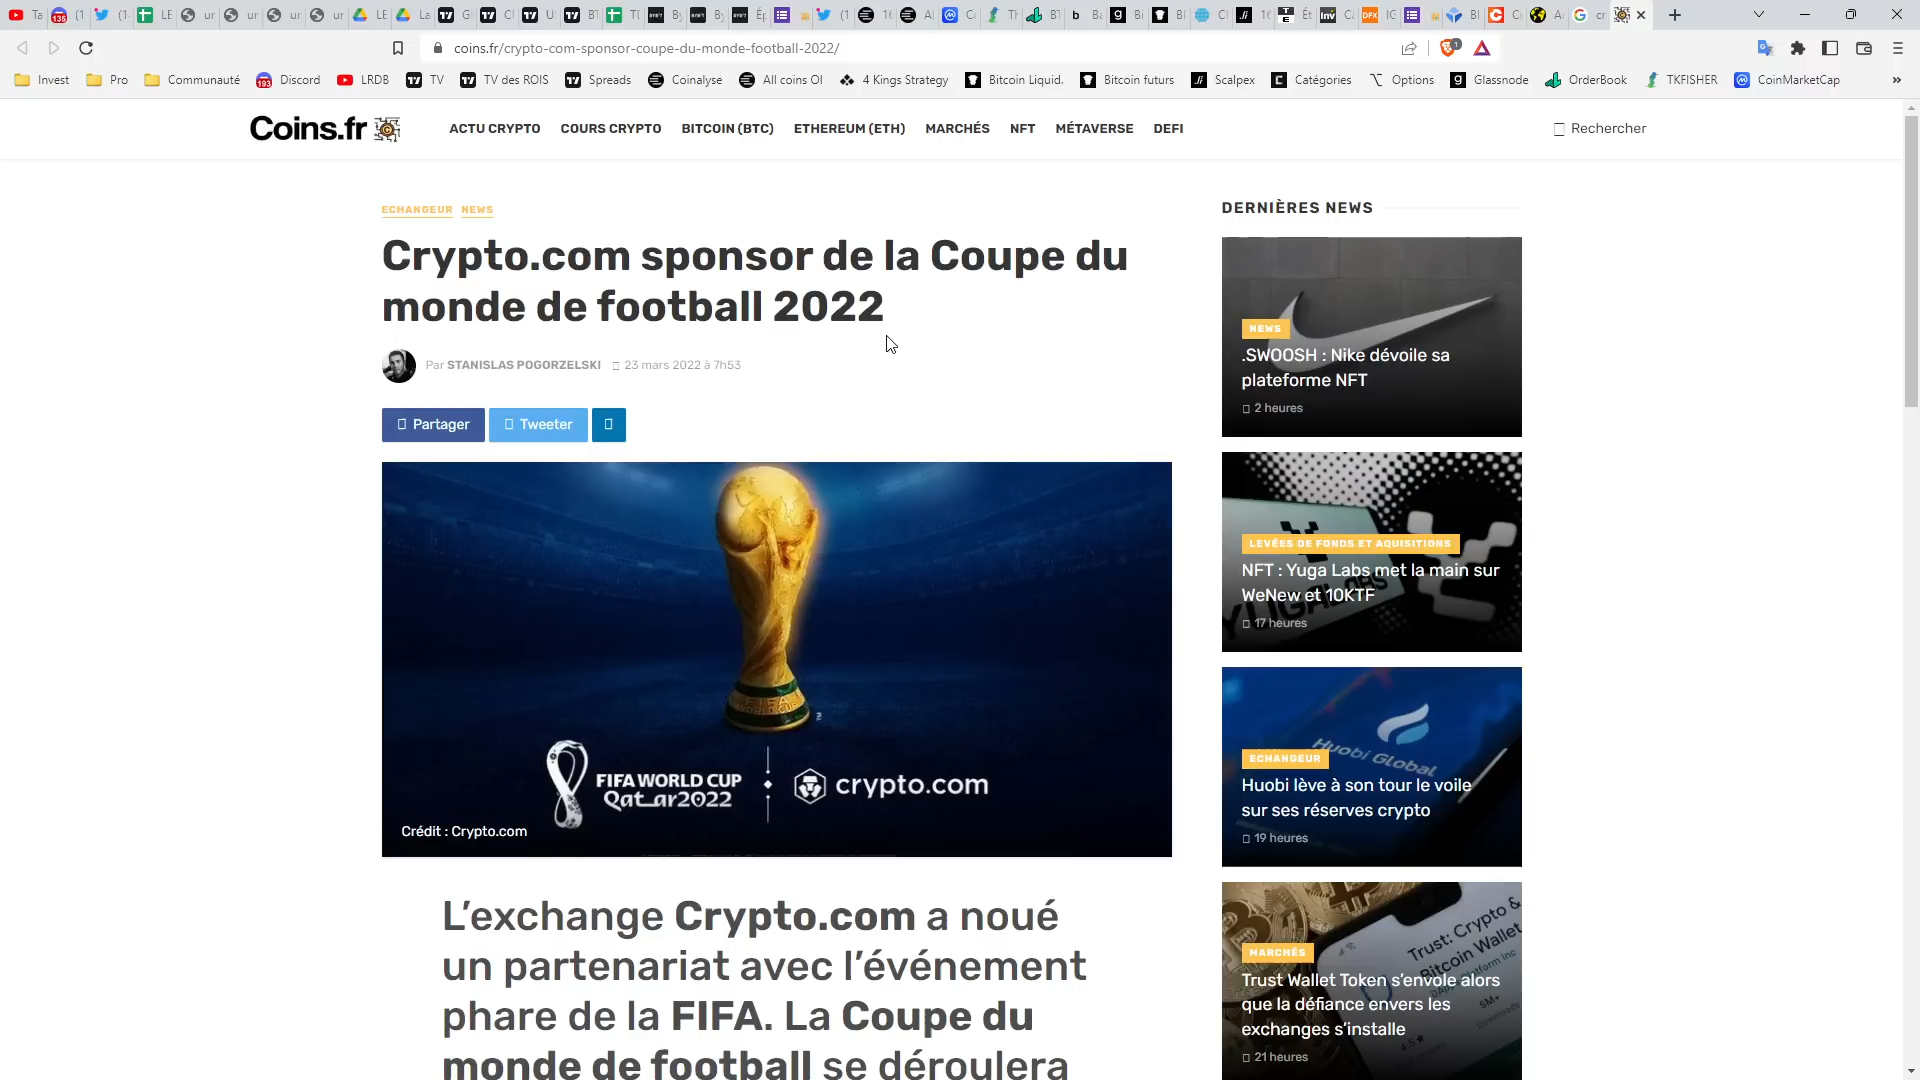 coins.fr/crypto-com-sponsor-coupe-du-monde-football-2022/
Invest
Pro
Communauté
Discord
LRDB
TV
TV des ROIS
Spreads
Coinalyse
All coins OI
4 Kings Strategy
Bitcoin Liquid.
Bitcoin futurs
Scalpex
Catégories
Options
Glassnode
OrderBook
TKFISHER
CoinMarketCap
»
Coins.fr
ACTU CRYPTO
COURS CRYPTO
BITCOIN (BTC)
ETHEREUM (ETH)
MARCHÉS
NFT
MÉTAVERSE
DEFI
Rechercher
ECHANGEUR NEWS
Crypto.com sponsor de la Coupe du
monde de football 2022
Par STANISLAS POGORZELSKI 23 mars 2022 à 7h53
Partager
Tweeter
FIFA WORLD CUP
Qatar2022
crypto.com
Crédit : Crypto.com
L’exchange Crypto.com a noué
un partenariat avec l’événement
phare de la FIFA. La Coupe du
monde de football se déroulera
DERNIÈRES NEWS
NEWS
.SWOOSH : Nike dévoile sa
plateforme NFT
2 heures
LEVÉES DE FONDS ET AQUISITIONS
NFT : Yuga Labs met la main sur
WeNew et 10KTF
YUGALABS
17 heures
Huobi Global
ECHANGEUR
Huobi lève à son tour le voile
sur ses réserves crypto
19 heures
Trust: Crypto &
Bitcoin Wallet
MARCHÉS
Trust Wallet Token s’envole alors
que la défiance envers les
exchanges s’installe
5M+
Downloads
4.5★
21 heures